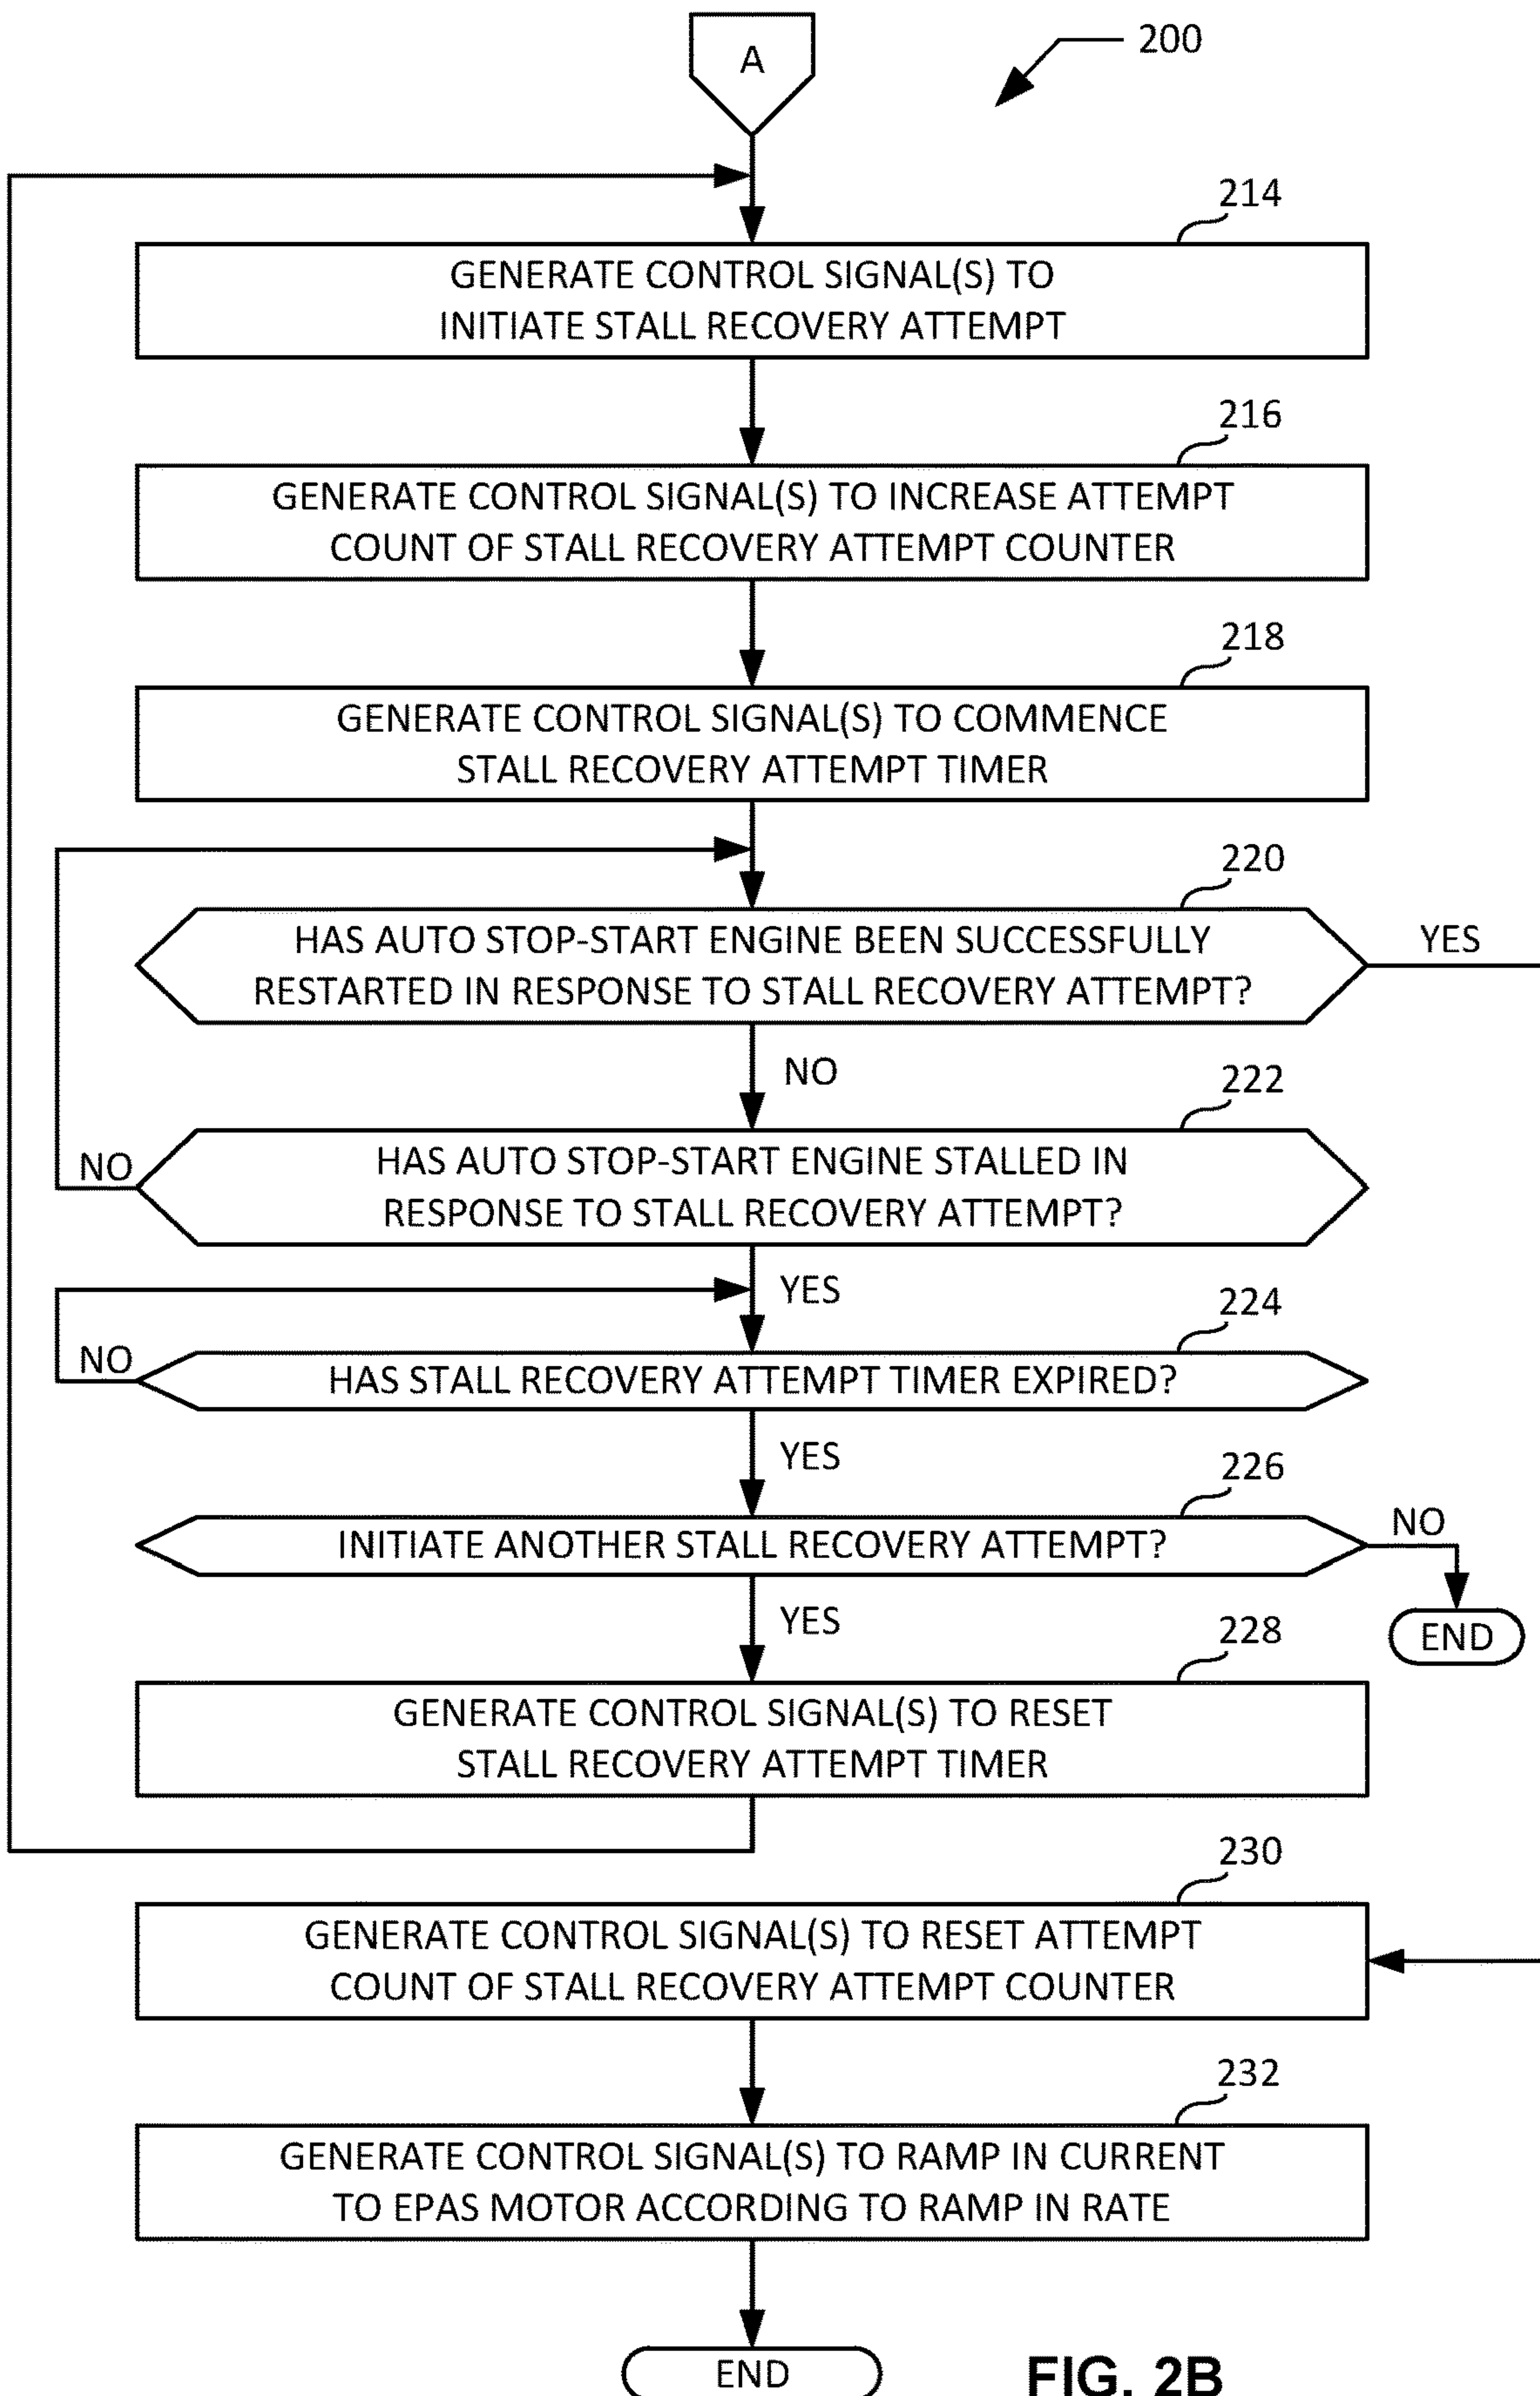 A
200
214
GENERATE CONTROL SIGNAL(S) TO
INITIATE STALL RECOVERY ATTEMPT
216
GENERATE CONTROL SIGNAL(S) TO INCREASE ATTEMPT
COUNT OF STALL RECOVERY ATTEMPT COUNTER
218
GENERATE CONTROL SIGNAL(S) TO COMMENCE
STALL RECOVERY ATTEMPT TIMER
220
HAS AUTO STOP-START ENGINE BEEN SUCCESSFULLY
RESTARTED IN RESPONSE TO STALL RECOVERY ATTEMPT?
YES
NO
222
HAS AUTO STOP-START ENGINE STALLED IN
RESPONSE TO STALL RECOVERY ATTEMPT?
NO
YES
224
HAS STALL RECOVERY ATTEMPT TIMER EXPIRED?
NO
YES
226
INITIATE ANOTHER STALL RECOVERY ATTEMPT?
NO
END
YES
228
GENERATE CONTROL SIGNAL(S) TO RESET
STALL RECOVERY ATTEMPT TIMER
230
GENERATE CONTROL SIGNAL(S) TO RESET ATTEMPT
COUNT OF STALL RECOVERY ATTEMPT COUNTER
232
GENERATE CONTROL SIGNAL(S) TO RAMP IN CURRENT
TO EPAS MOTOR ACCORDING TO RAMP IN RATE
END
FIG. 2B